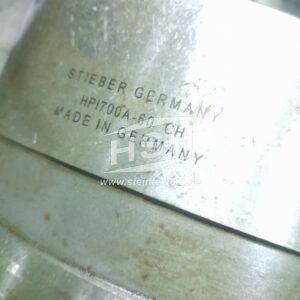 STIEBER GERMANY
HPI700A-60 CH
MADE IN GERMANY